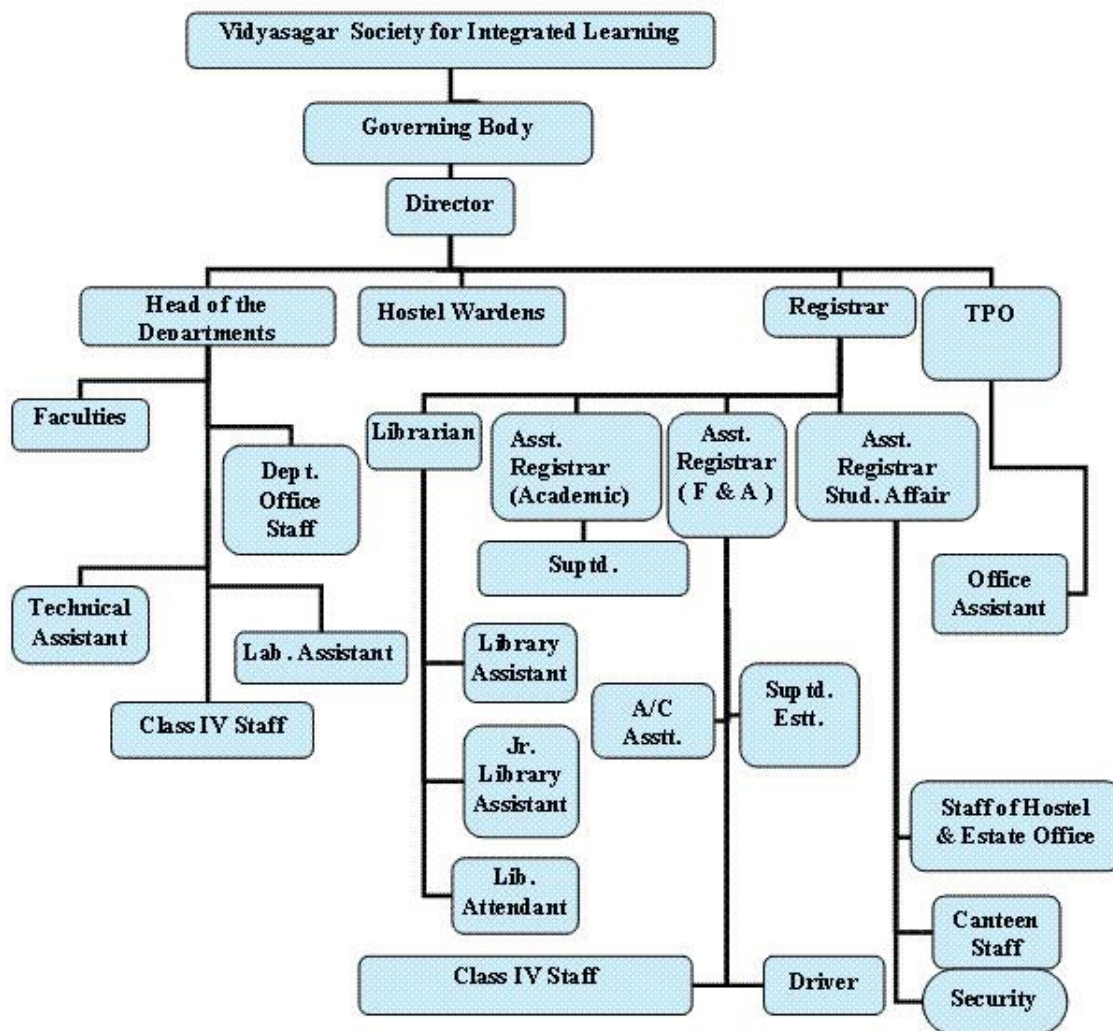 Vidyasagar Society for Integrated Learning
Governing Body
Director
Head of the
Departments
Hostel Wardens
Registrar
TPO
Faculties
Librarian
Asst.
Registrar
(Academic)
Asst.
Registrar
( F & A )
Asst.
Registrar
Stud. Affair
Dept.
Office
Staff
Suptd.
Technical
Assistant
Office
Assistant
Lab. Assistant
Library
Assistant
Class IV Staff
A/C
Asstt.
Suptd.
Estt.
Jr.
Library
Assistant
Staff of Hostel
& Estate Office
Lib.
Attendant
Canteen
Staff
Class IV Staff
Driver
Security